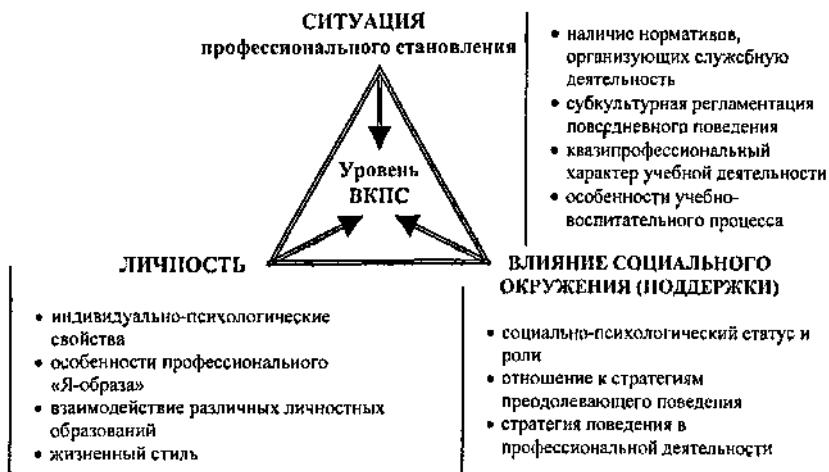 СИТУАЦИЯ
профессионального становления
• наличие нормативов,
организующих служебную
деятельность
• субкультурная регламентация
повседневного поведения
• квазипрофессиональный
характер учебной деятельности
• особенности учебно-
воспитательного процесса
Уровень
ВКПС
ЛИЧНОСТЬ
• индивидуально-психологические
свойства
• особенности профессионального
«Я-образа»
• взаимодействие различных личностных
образований
• жизненный стиль
ВЛИЯНИЕ СОЦИАЛЬНОГО
ОКРУЖЕНИЯ (ПОДДЕРЖКИ)
• социально-психологический статус и
роли
• отношение к стратегиям
преодолевающего поведения
• стратегия поведения в
профессиональной деятельности